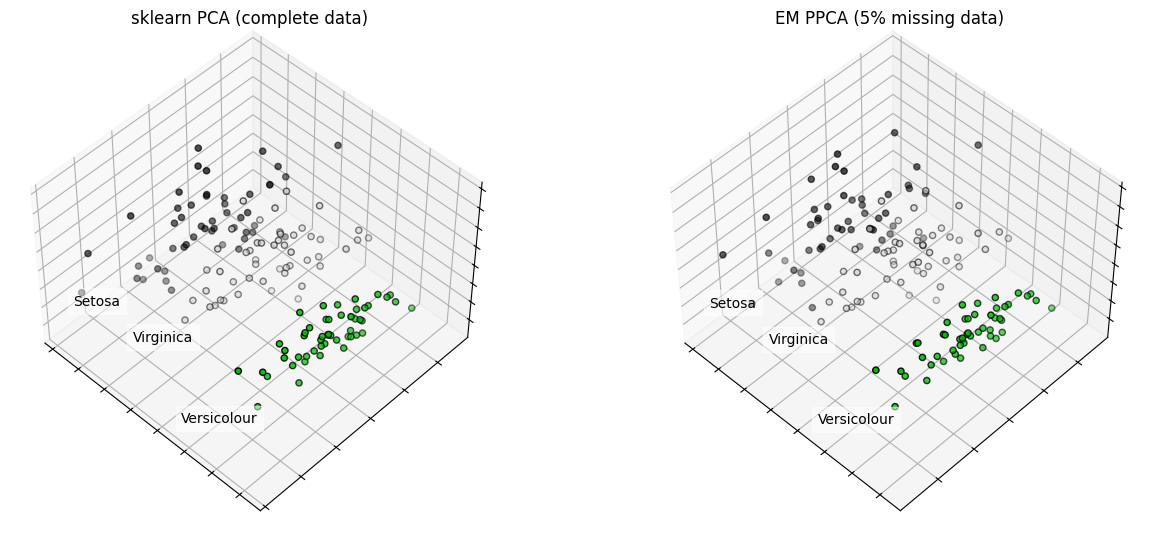 sklearn PCA (complete data)
EM PPCA (5% missing data)
Setosa
Virginica
Versicolour
Setosa
Virginica
Versicolour